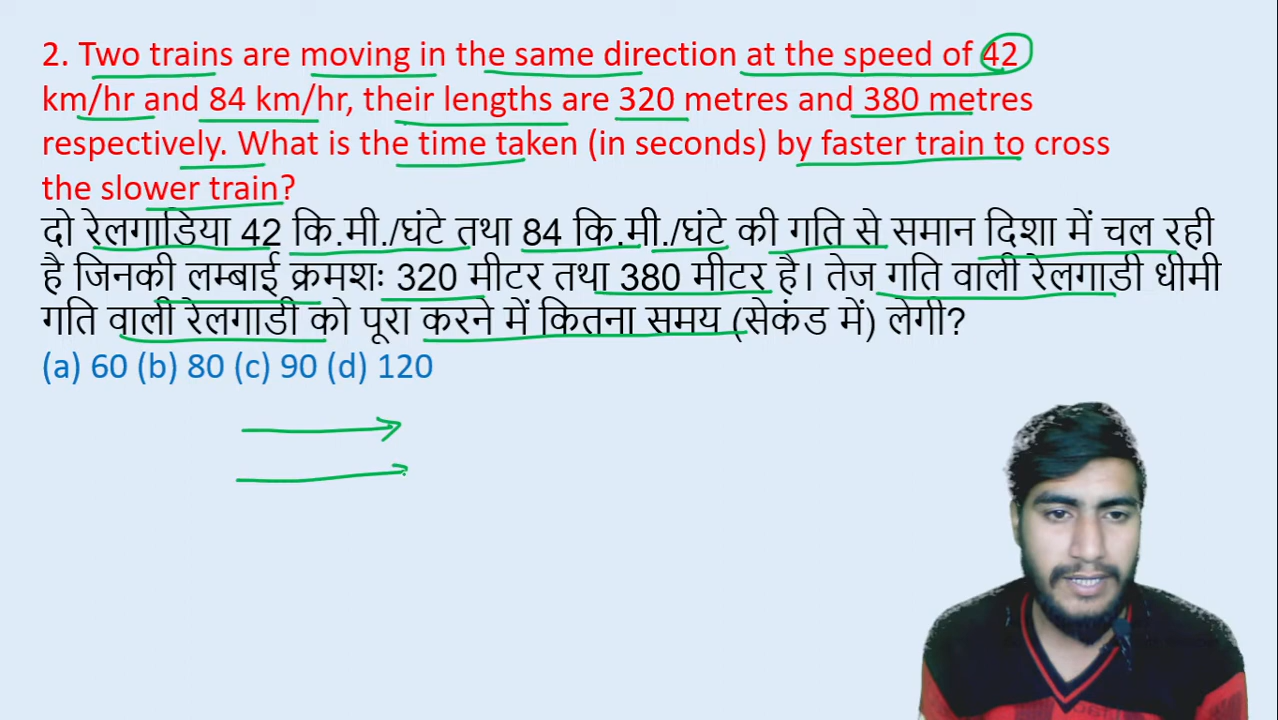 2. Two trains are moving in the same direction at the speed of 42
km/hr and 84 km/hr, their lengths are 320 metres and 380 metres
respectively. What is the time taken (in seconds) by faster train to cross
the slower train?
दो रेलगाडिया 42 कि.मी./घंटे तथा 84 कि.मी./घंटे की गति से समान दिशा में चल रही
है जिनकी लम्बाई क्रमशः 320 मीटर तथा 380 मीटर है। तेज गति वाली रेलगाडी धीमी
गति वाली रेलगाडी को पूरा करने में कितना समय (सेकंड में) लेगी?
(a) 60 (b) 80 (c) 90 (d) 120